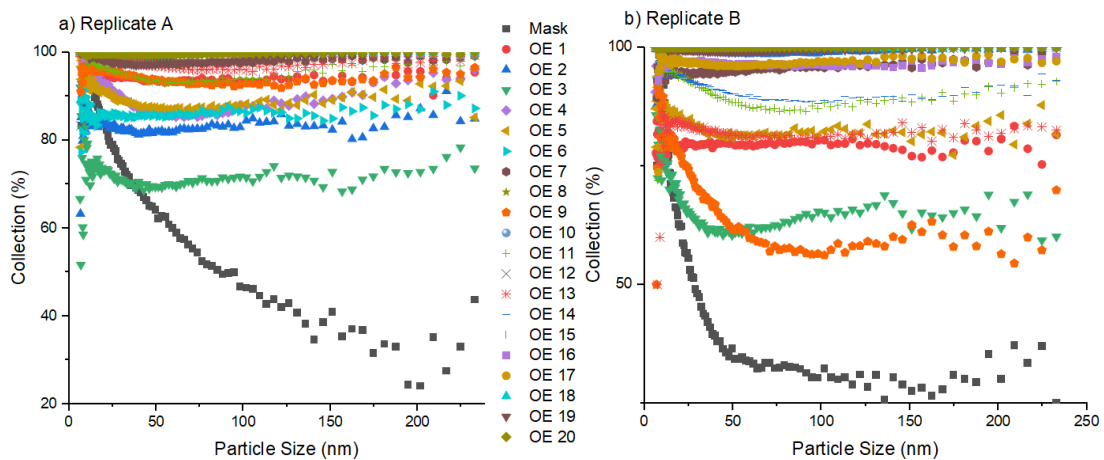 a) Replicate A
100
80
60
40
20
0
50
100
150
200
Collection (%)
Particle Size (nm)
Mask
OE 1
OE 2
OE 3
OE 4
OE 5
OE 6
OE 7
OE 8
OE 9
OE 10
OE 11
OE 12
OE 13
OE 14
OE 15
OE 16
OE 17
OE 18
OE 19
OE 20
b) Replicate B
100
50
0
50
100
150
200
250
Collection (%)
Particle Size (nm)